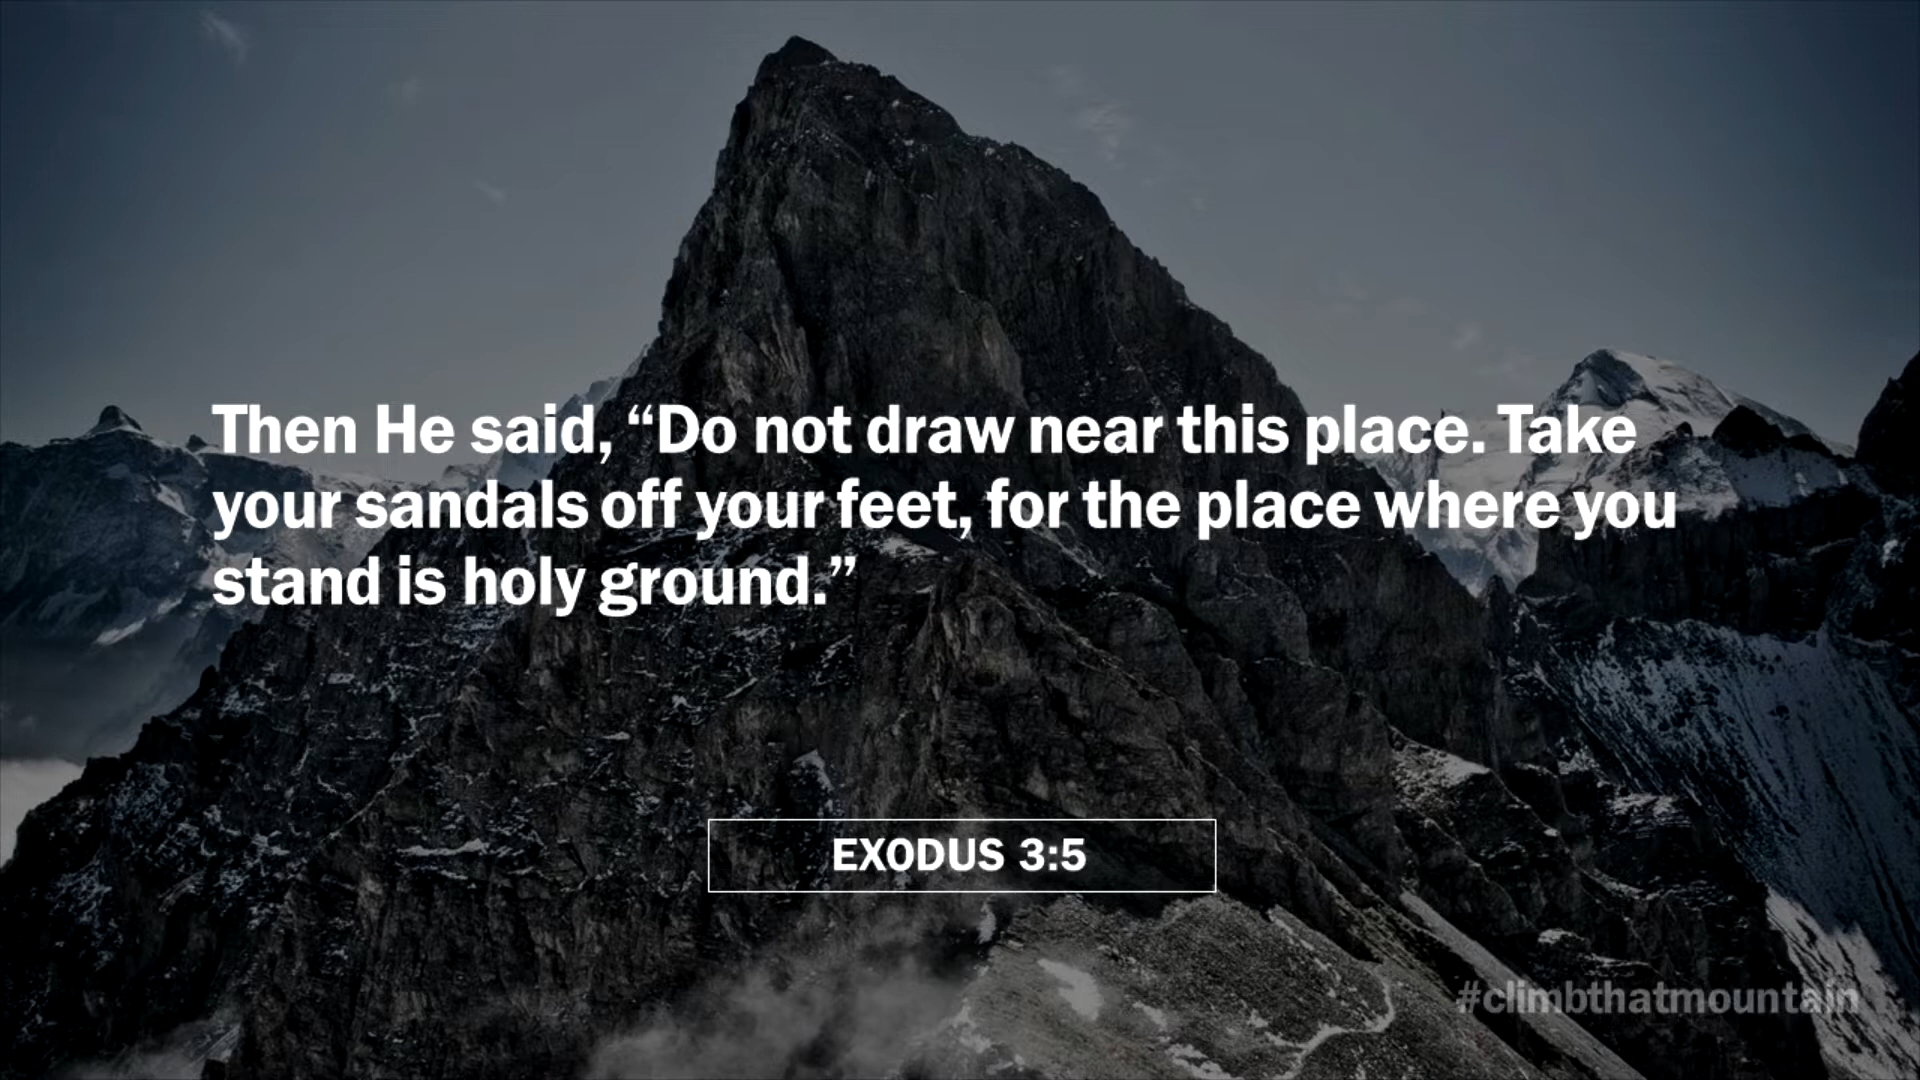 Then He said, “Do not draw near this place. Take
your sandals off your feet, for the place where you
stand is holy ground.”
EXODUS 3:5
#climbthatmountain